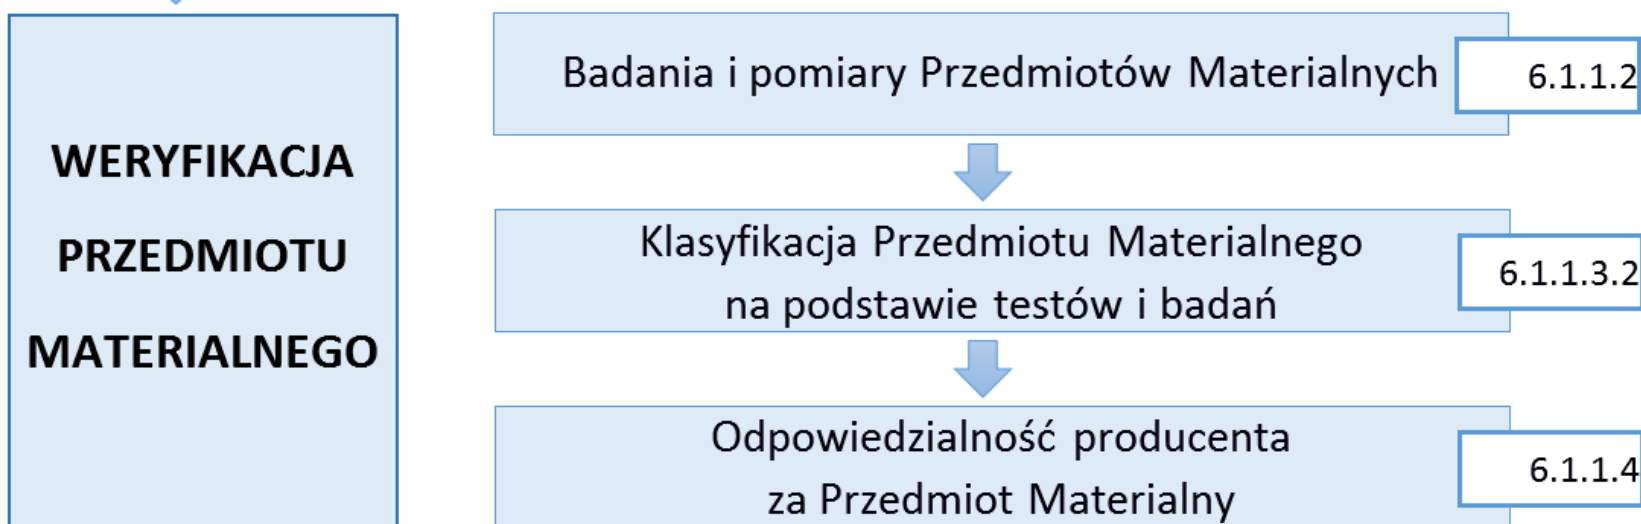 WERYFIKACJA
PRZEDMIOTU
MATERIALNEGO
Badania i pomiary Przedmiotów Materialnych
6.1.1.2
Klasyfikacja Przedmiotu Materialnego
na podstawie testów i badań
6.1.1.3.2
Odpowiedzialność producenta
za Przedmiot Materialny
6.1.1.4